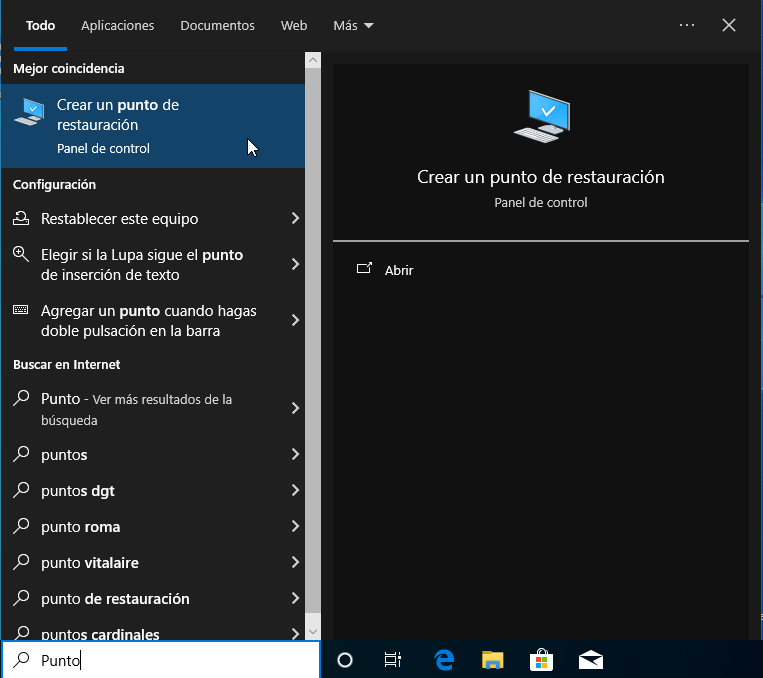 Todo Aplicaciones Documentos Web Más ... 
Mejor coincidencia
Crear un punto de
restauración
Panel de control
Configuración
Restablecer este equipo
Elegir si la Lupa sigue el punto
de inserción de texto
Agregar un punto cuando hagas
doble pulsación en la barra
Buscar en Internet
Punto - Ver más resultados de la
búsqueda
puntos
puntos dgt
punto roma
punto vitalaire
punto de restauración
puntos cardinales
Punto
Crear un punto de restauración
Panel de control
Abrir